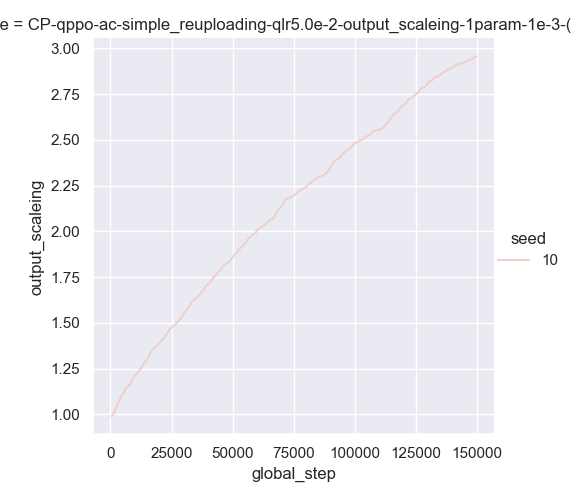 e = CP-qppo-ac-simple_reuploading-qlr5.0e-2-output_scaleing-1param-1e-3-(
3.00
2.75
2.50
2.25
2.00
1.75
1.50
1.25
1.00
output_scaleing
0 25000 50000 75000 100000 125000 150000
global_step
seed
10